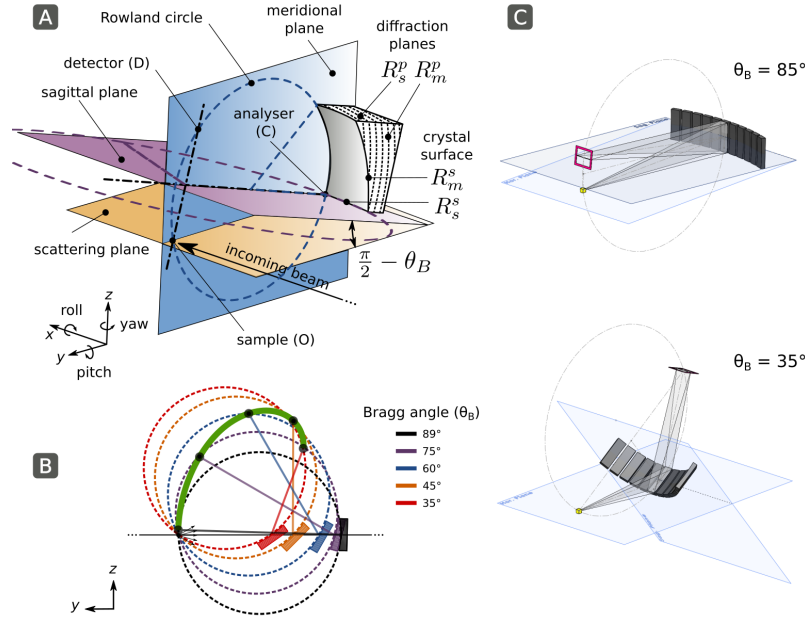 A
Rowland circle
meridional
plane
diffraction
planes
R_s^p R_m^p
detector (D)
sagittal plane
analyser
(C)
crystal
surface
R_m^s
R_s^s
scattering plane
incoming beam
π/2 − θ_B
sample (O)
z
roll
yaw
x
y
pitch
B
Bragg angle (θ_B)
89°
75°
60°
45°
35°
z
y
C
θ_B = 85°
θ_B = 35°